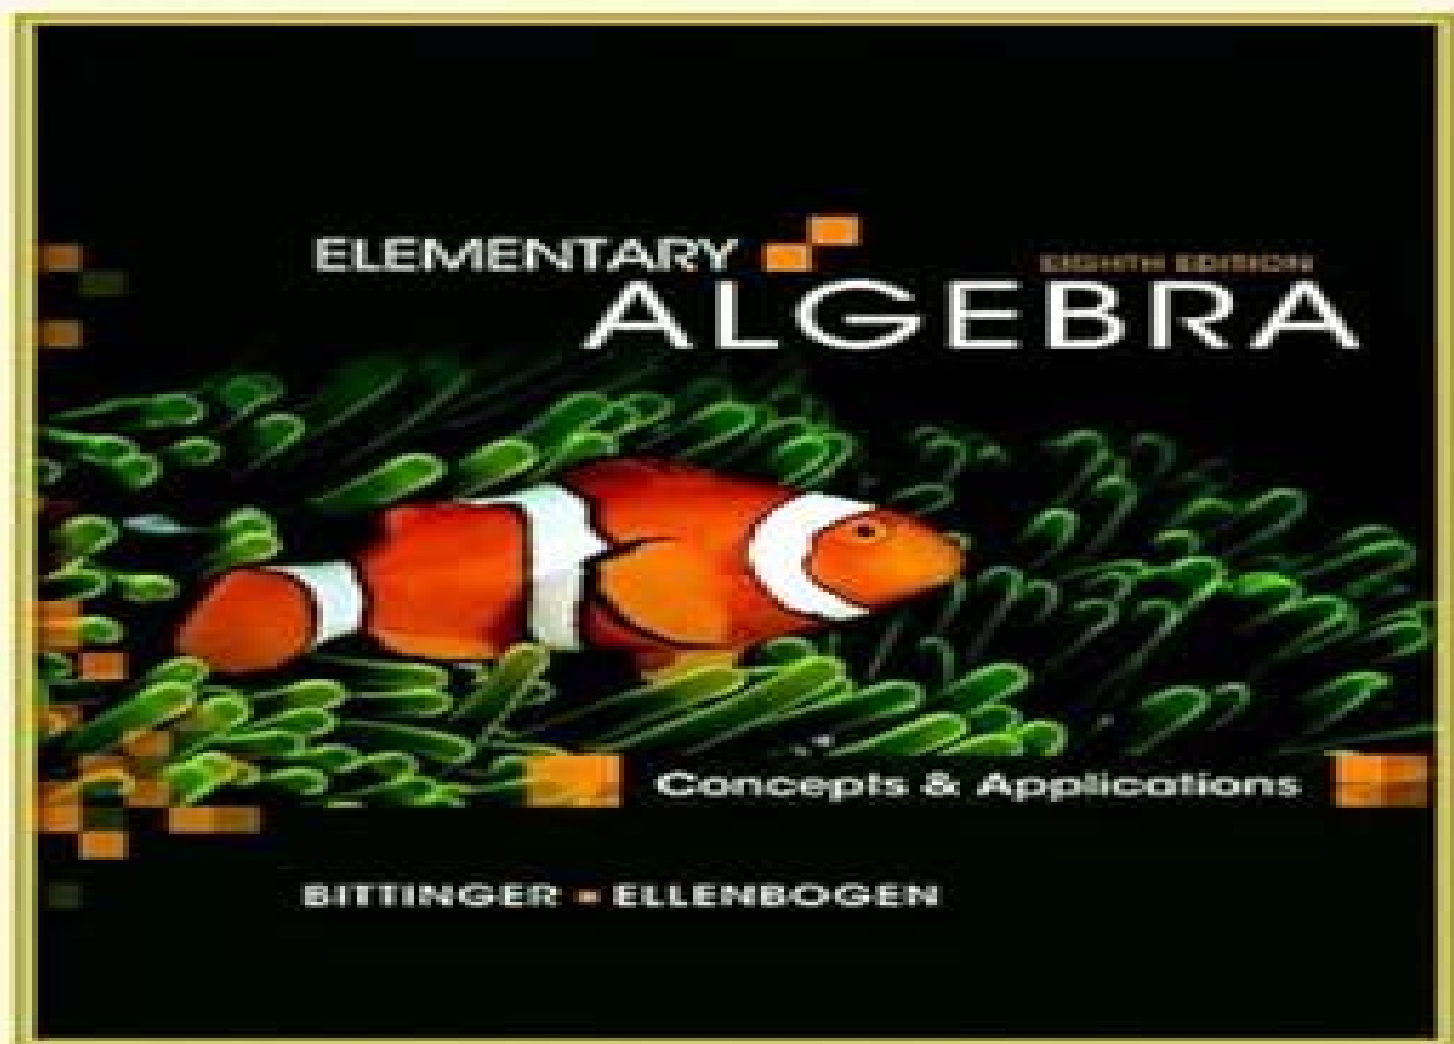 ELEMENTARY
EIGHTH EDITION
ALGEBRA
Concepts & Applications
BITTINGER • ELLENBOGEN